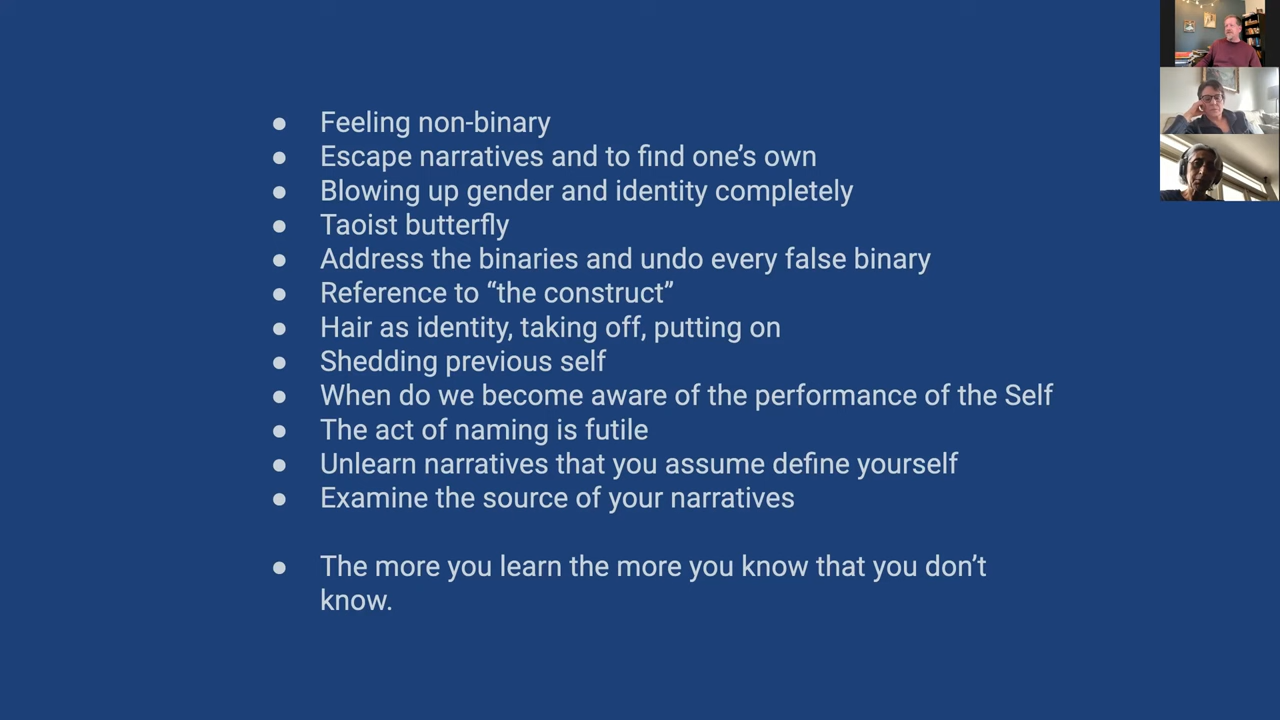 ● Feeling non-binary
● Escape narratives and to find one’s own
● Blowing up gender and identity completely
● Taoist butterfly
● Address the binaries and undo every false binary
● Reference to “the construct”
● Hair as identity, taking off, putting on
● Shedding previous self
● When do we become aware of the performance of the Self
● The act of naming is futile
● Unlearn narratives that you assume define yourself
● Examine the source of your narratives
● The more you learn the more you know that you don’t
know.